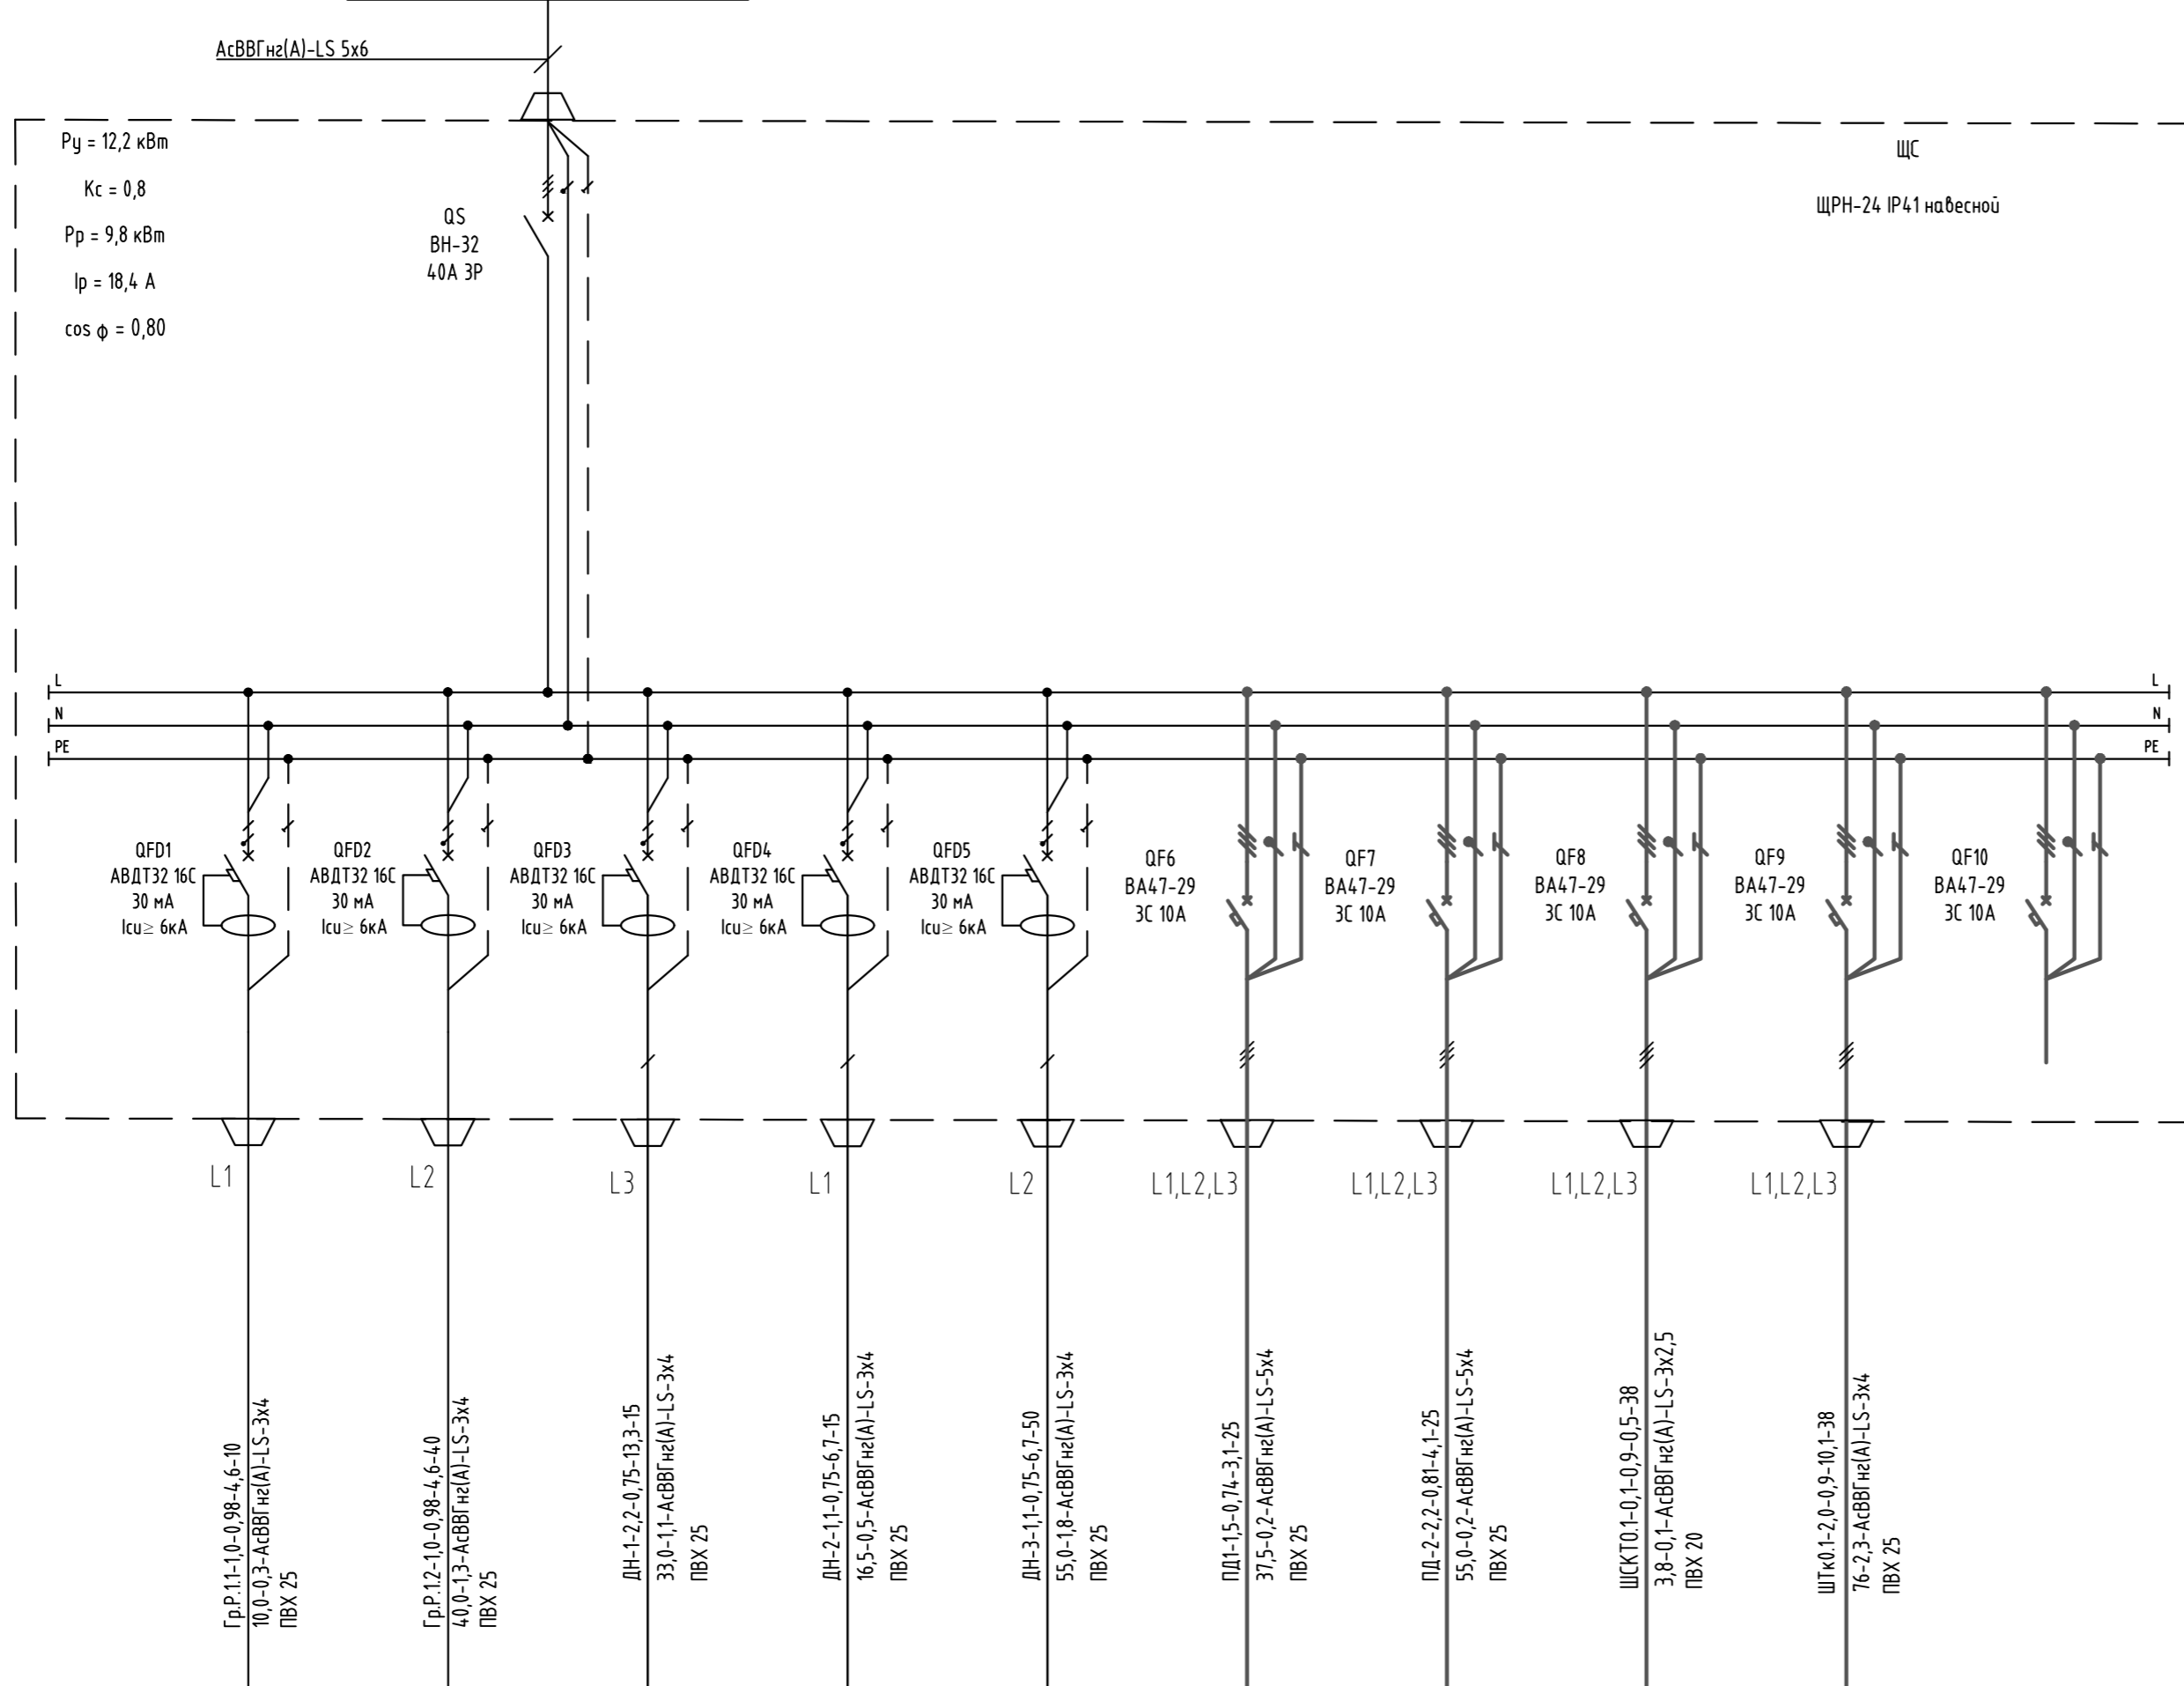 АсВВГнг(А)-LS 5х6
Ру = 12,2 кВт
Кс = 0,8
Рр = 9,8 кВт
Iр = 18,4 А
cos φ = 0,80
QS
ВН-32
40А 3Р
ЩС
ЩРН-24 IP41 навесной
L
L
N
N
PE
PE
QFD1
АВДТ32 16С
30 мА
Icu≥ 6кА
QFD2
АВДТ32 16С
30 мА
Icu≥ 6кА
QFD3
АВДТ32 16С
30 мА
Icu≥ 6кА
QFD4
АВДТ32 16С
30 мА
Icu≥ 6кА
QFD5
АВДТ32 16С
30 мА
Icu≥ 6кА
QF6
ВА47-29
3С 10А
QF7
ВА47-29
3С 10А
QF8
ВА47-29
3С 10А
QF9
ВА47-29
3С 10А
QF10
ВА47-29
3С 10А
L1
L2
L3
L1
L2
L1,L2,L3
L1,L2,L3
L1,L2,L3
L1,L2,L3
Гр.Р.1.1-1,0-0,98-4,6-10
10,0-0,3-АсВВГнг(А)-LS-3х4
ПВХ 25
Гр.Р.1.2-1,0-0,98-4,6-40
40,0-1,3-АсВВГнг(А)-LS-3х4
ПВХ 25
ДН-1-2,2-0,75-13,3-15
33,0-1,1-АсВВГнг(А)-LS-3х4
ПВХ 25
ДН-2-1,1-0,75-6,7-15
16,5-0,5-АсВВГнг(А)-LS-3х4
ПВХ 25
ДН-3-1,1-0,75-6,7-50
55,0-1,8-АсВВГнг(А)-LS-3х4
ПВХ 25
ПД1-1,5-0,74-3,1-25
37,5-0,2-АсВВГнг(А)-LS-5х4
ПВХ 25
ПД-2-2,2-0,81-4,1-25
55,0-0,2-АсВВГнг(А)-LS-5х4
ПВХ 25
ШСКТ0.1-0,1-0,9-0,5-38
3,8-0,1-АсВВГнг(А)-LS-3х2,5
ПВХ 20
ШТк0.1-2,0-0,9-10,1-38
76-2,3-АсВВГнг(А)-LS-3х4
ПВХ 25